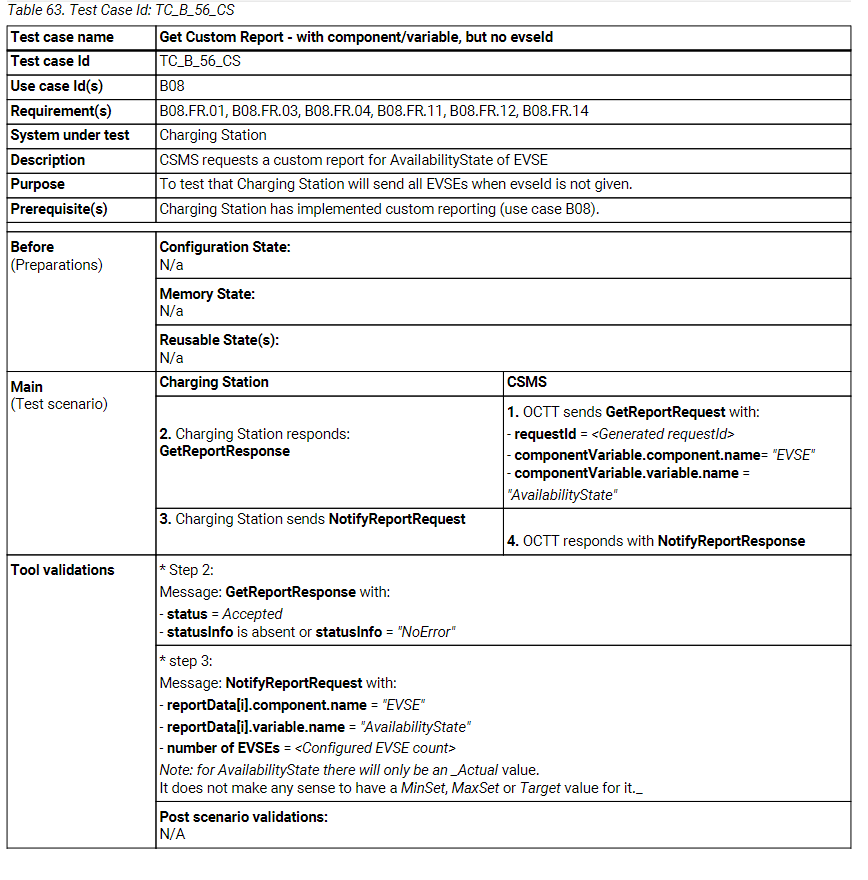 Table 63. Test Case Id: TC_B_56_CS
Test case name Get Custom Report - with component/variable, but no evseId
Test case Id TC_B_56_CS
Use case Id(s) B08
Requirement(s) B08.FR.01, B08.FR.03, B08.FR.04, B08.FR.11, B08.FR.12, B08.FR.14
System under test Charging Station
Description CSMS requests a custom report for AvailabilityState of EVSE
Purpose To test that Charging Station will send all EVSEs when evseId is not given.
Prerequisite(s) Charging Station has implemented custom reporting (use case B08).
Before
(Preparations)
Configuration State:
N/a
Memory State:
N/a
Reusable State(s):
N/a
Main
(Test scenario)
Charging Station
CSMS
1. OCTT sends GetReportRequest with:
- requestId = <Generated requestId>
- componentVariable.component.name= "EVSE"
- componentVariable.variable.name =
"AvailabilityState"
2. Charging Station responds:
GetReportResponse
3. Charging Station sends NotifyReportRequest
4. OCTT responds with NotifyReportResponse
Tool validations
* Step 2:
Message: GetReportResponse with:
- status = Accepted
- statusInfo is absent or statusInfo = "NoError"
* step 3:
Message: NotifyReportRequest with:
- reportData[i].component.name = "EVSE"
- reportData[i].variable.name = "AvailabilityState"
- number of EVSEs = <Configured EVSE count>
Note: for AvailabilityState there will only be an _Actual value.
It does not make any sense to have a MinSet, MaxSet or Target value for it._
Post scenario validations:
N/A